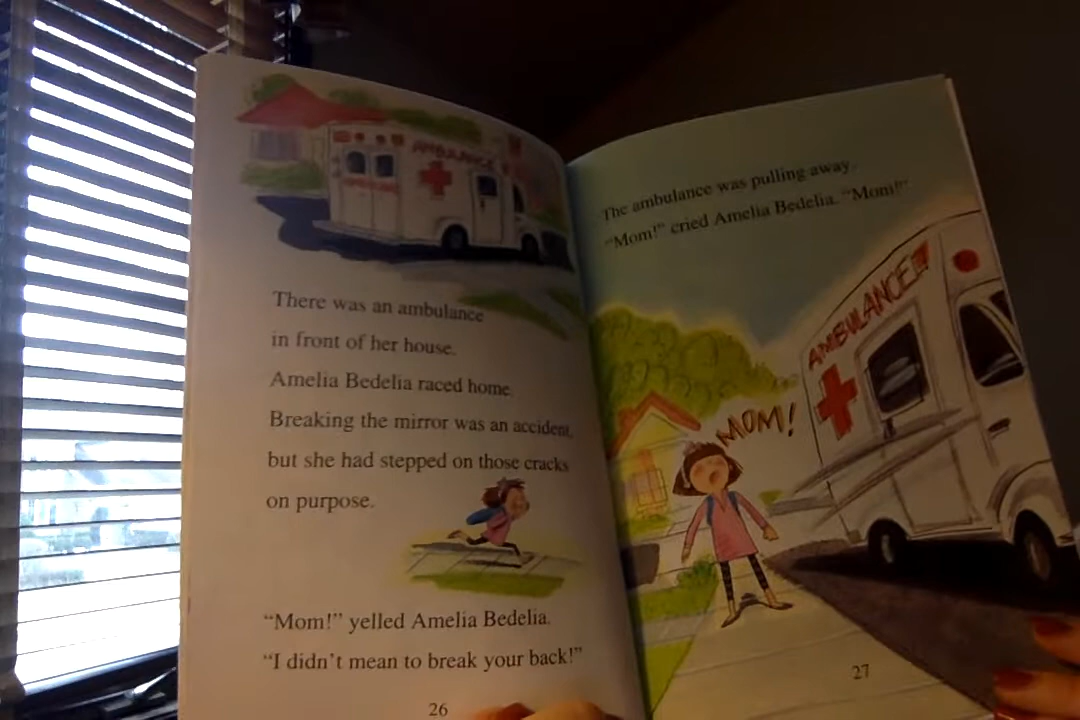 AMBULANCE
There was an ambulance
in front of her house.
Amelia Bedelia raced home.
Breaking the mirror was an accident,
but she had stepped on those cracks
on purpose.
“Mom!” yelled Amelia Bedelia.
“I didn’t mean to break your back!”
26
The ambulance was pulling away.
“Mom!” cried Amelia Bedelia. “Mom!”
AMBULANCE
MOM!
27